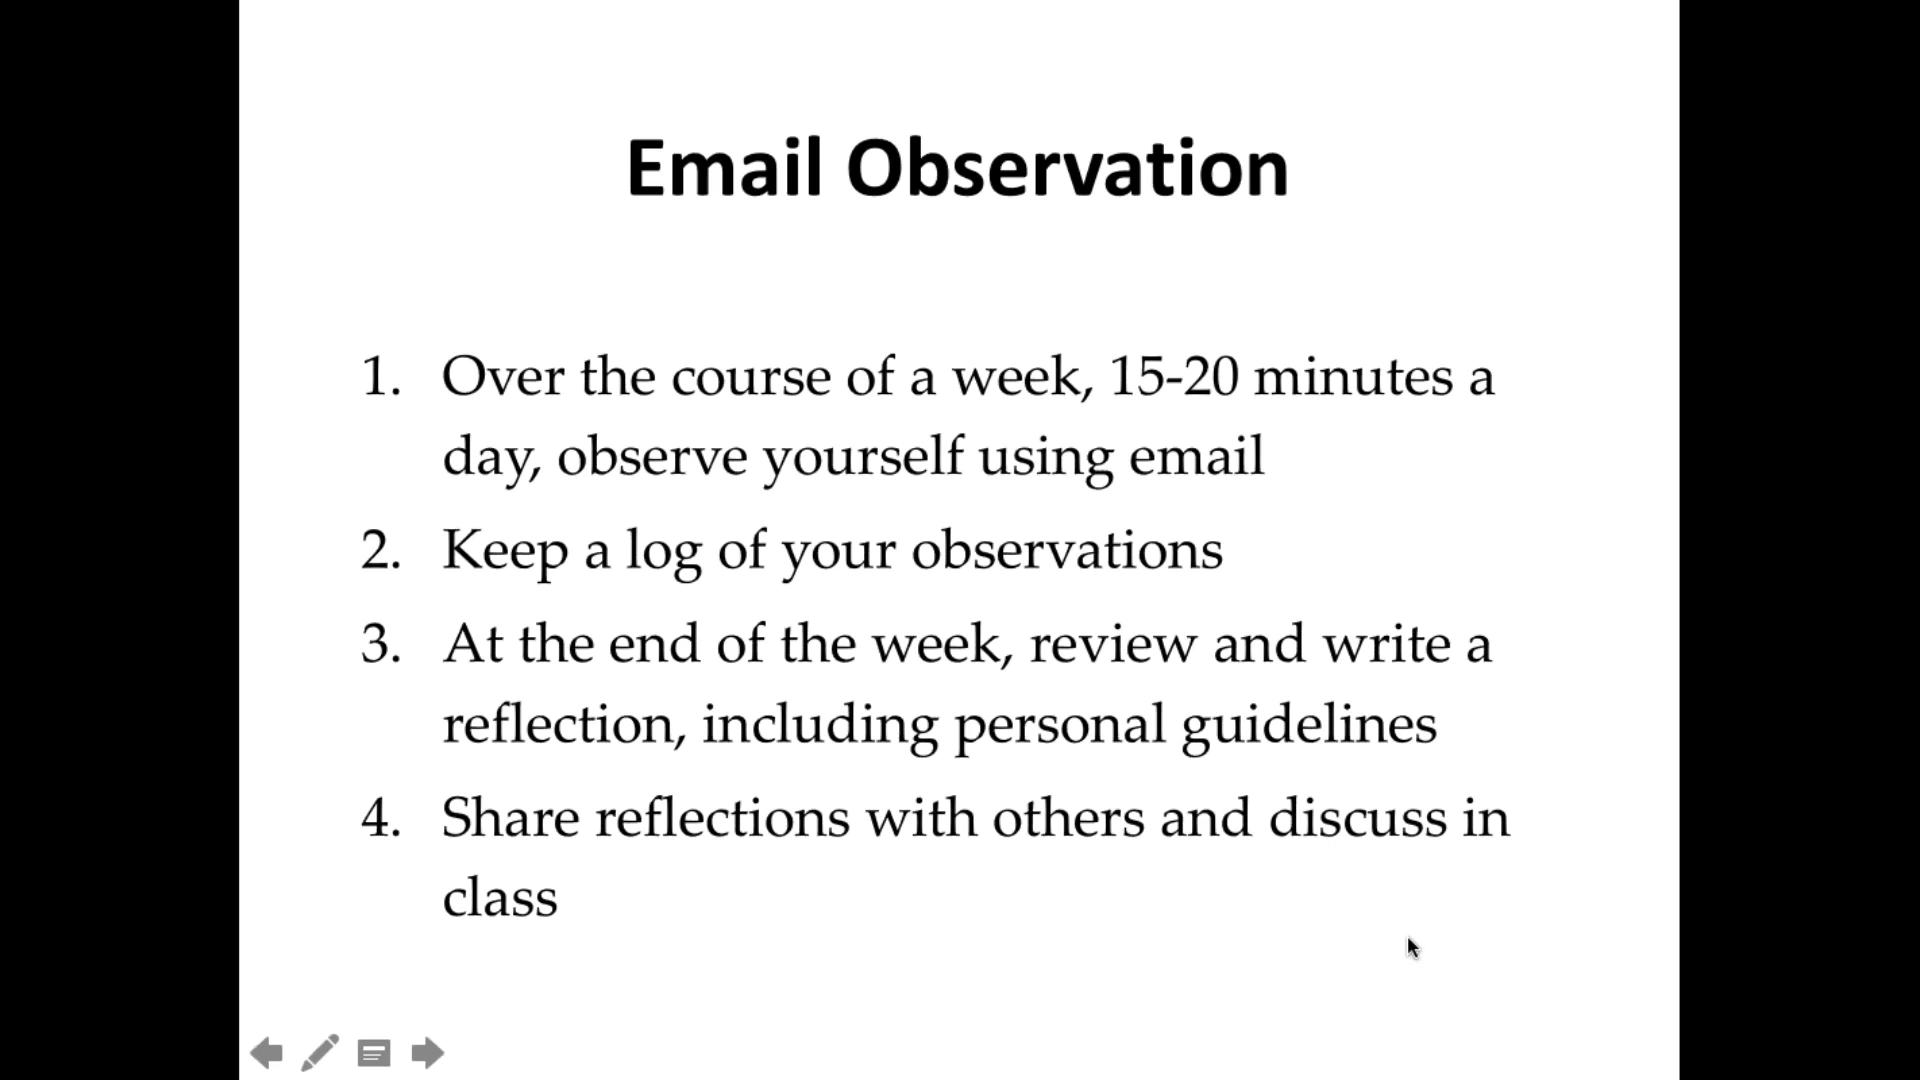 Email Observation
1. Over the course of a week, 15-20 minutes a
day, observe yourself using email
2. Keep a log of your observations
3. At the end of the week, review and write a
reflection, including personal guidelines
4. Share reflections with others and discuss in
class